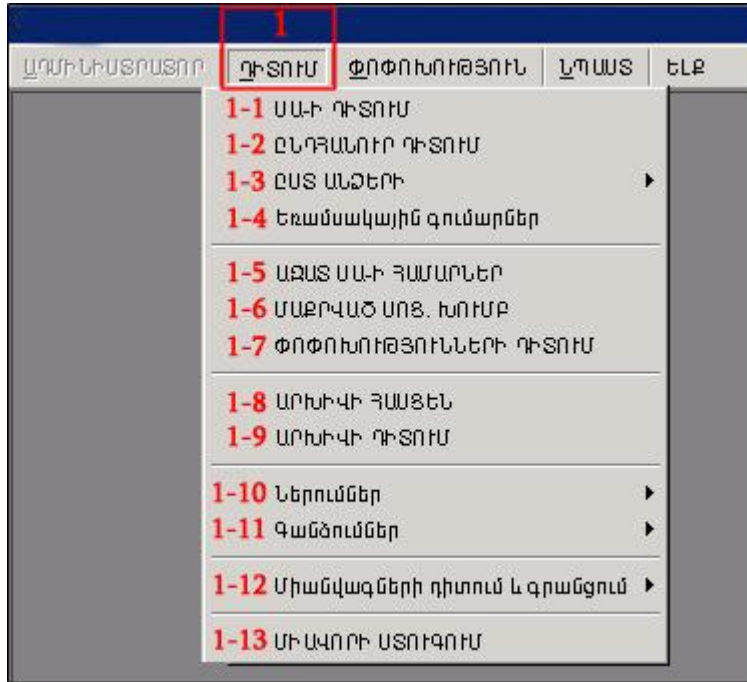 1
ԱԴՄԻՆԻՍՏՐԱՏՈՐ ԴԻՏՈՒՄ ՓՈՓՈԽՈՒԹՅՈՒՆ ՆՊԱՍՏ ԵԼՔ
1-1 ՍԱ-Ի ԴԻՏՈՒՄ
1-2 ԸՆԴՀԱՆՈՒՐ ԴԻՏՈՒՄ
1-3 ԸՍՏ ԱՆՁԵՐԻ
1-4 Եռամսակային գումարներ
1-5 ԱԶԱՏ ՍԱ-Ի ՀԱՄԱՐՆԵՐ
1-6 ՄԱՔՐՎԱԾ ՍՈՑ. ԽՈՒՄԲ
1-7 ՓՈՓՈԽՈՒԹՅՈՒՆՆԵՐԻ ԴԻՏՈՒՄ
1-8 ԱՐԽԻՎԻ ՀԱՍՑԵՆ
1-9 ԱՐԽԻՎԻ ԴԻՏՈՒՄ
1-10 Ներումներ
1-11 Գանձումներ
1-12 Միանվագների դիտում և գրանցում
1-13 ՄԻԱՎՈՐԻ ՍՏՈՒԳՈՒՄ